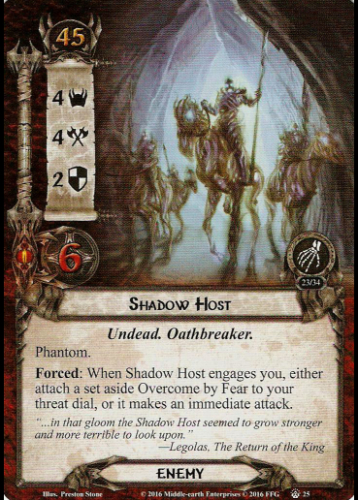 45
4
4
2
6
23/34
Shadow Host
Undead. Oathbreaker.
Phantom.
Forced: When Shadow Host engages you, either
attach a set aside Overcome by Fear to your
threat dial, or it makes an immediate attack.
"...in that gloom the Shadow Host seemed to grow stronger
and more terrible to look upon."
—Legolas, The Return of the King
ENEMY
Illus. Preston Stone © 2016 Middle-earth Enterprises © 2016 FFG 25